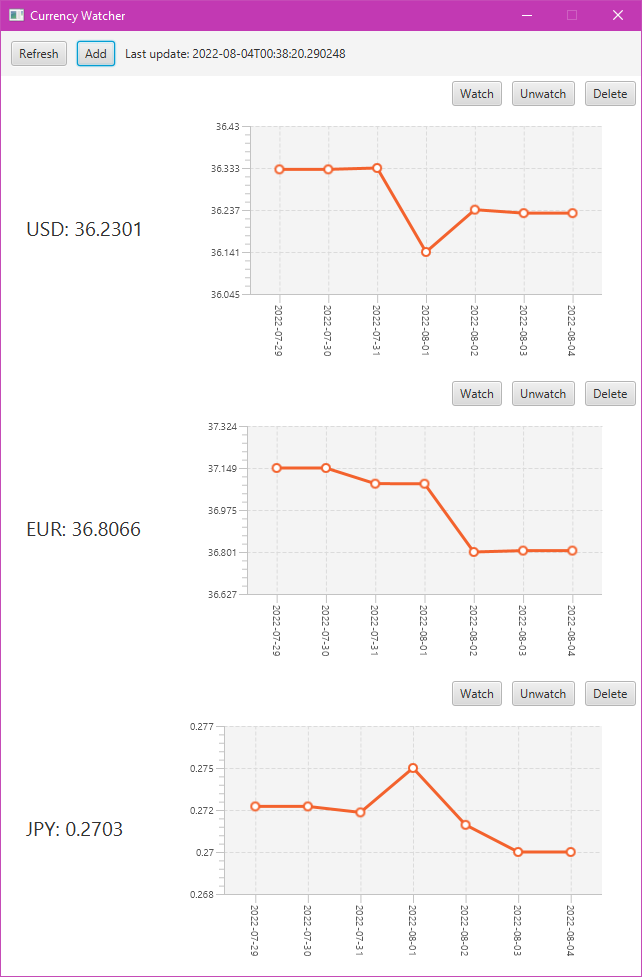 Currency Watcher
Refresh Add Last update: 2022-08-04T00:38:20.290248
Watch Unwatch Delete
USD: 36.2301
36.43
36.333
36.237
36.141
36.045
2022-07-29 2022-07-30 2022-07-31 2022-08-01 2022-08-02 2022-08-03 2022-08-04
Watch Unwatch Delete
EUR: 36.8066
37.324
37.149
36.975
36.801
36.627
2022-07-29 2022-07-30 2022-07-31 2022-08-01 2022-08-02 2022-08-03 2022-08-04
Watch Unwatch Delete
JPY: 0.2703
0.277
0.275
0.272
0.27
0.268
2022-07-29 2022-07-30 2022-07-31 2022-08-01 2022-08-02 2022-08-03 2022-08-04